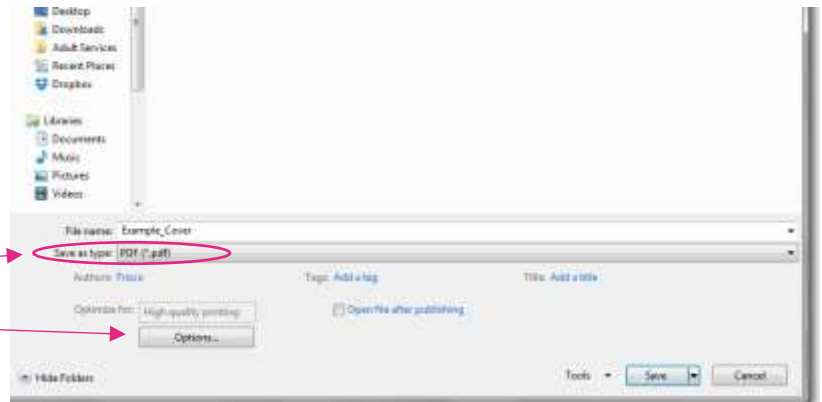 Desktop
Downloads
Adult Services
Recent Places
Dropbox
Libraries
Documents
Music
Pictures
Videos
File name: Example_Cover
Save as type: PDF (*.pdf)
Authors: Tags: Add a tag Title: Add a title
Optimize for: High quality printing Open file after publishing
Options...
Hide Folders Tools Save Cancel